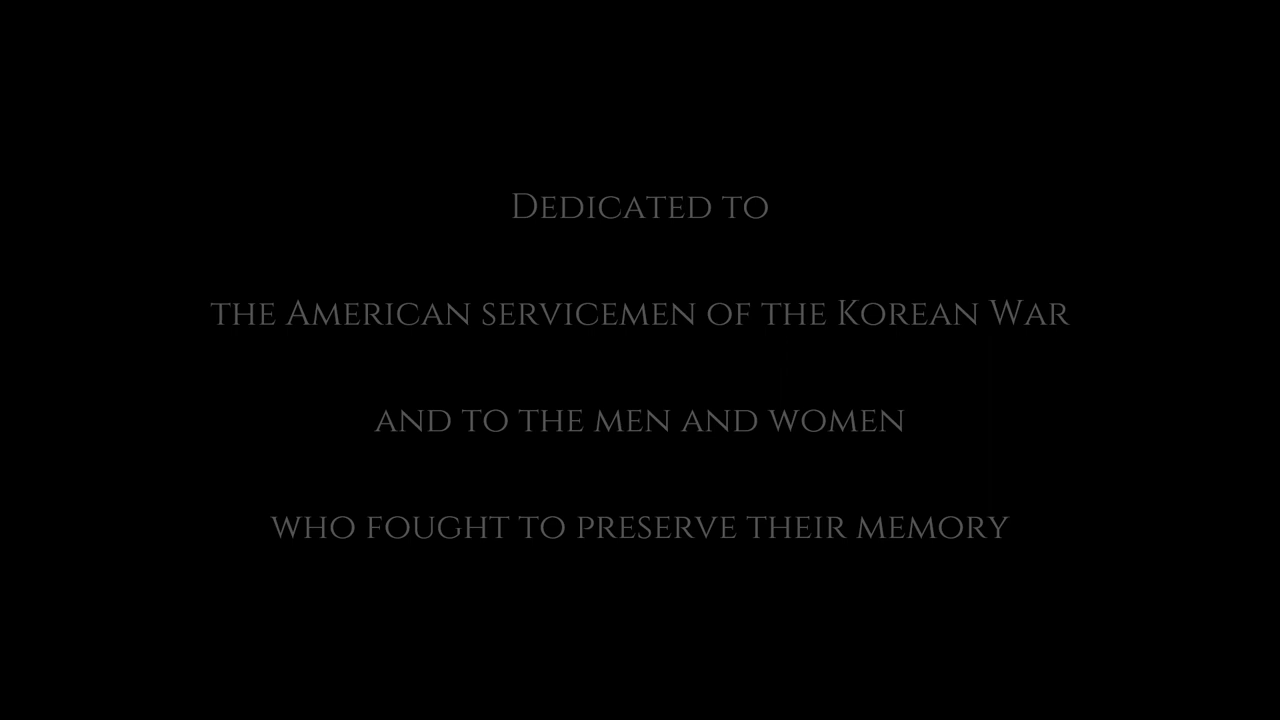 Dedicated to
the American servicemen of the Korean War
and to the men and women
who fought to preserve their memory